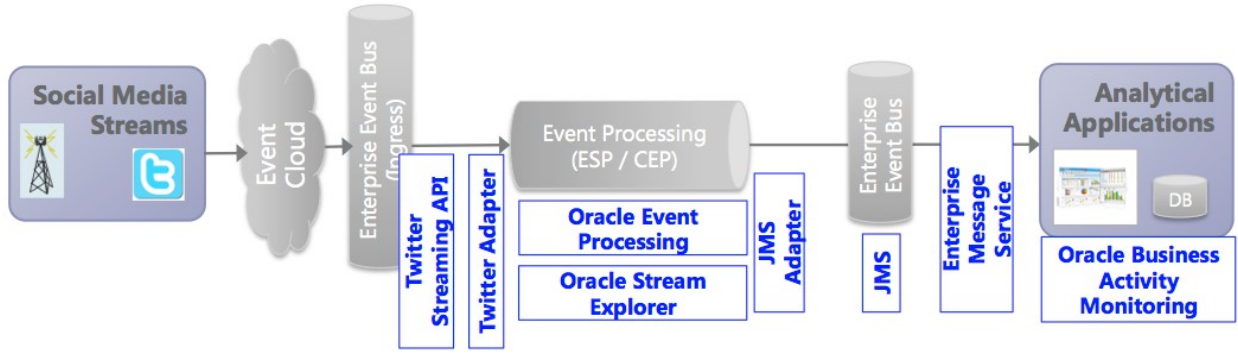 Social Media
Streams
Event
Cloud
Enterprise Event Bus
(Ingress)
Twitter
Streaming API
Twitter Adapter
Event Processing
(ESP / CEP)
Oracle Event
Processing
Oracle Stream
Explorer
JMS
Adapter
Enterprise
Event Bus
JMS
Enterprise
Message
Service
Analytical
Applications
DB
Oracle Business
Activity
Monitoring